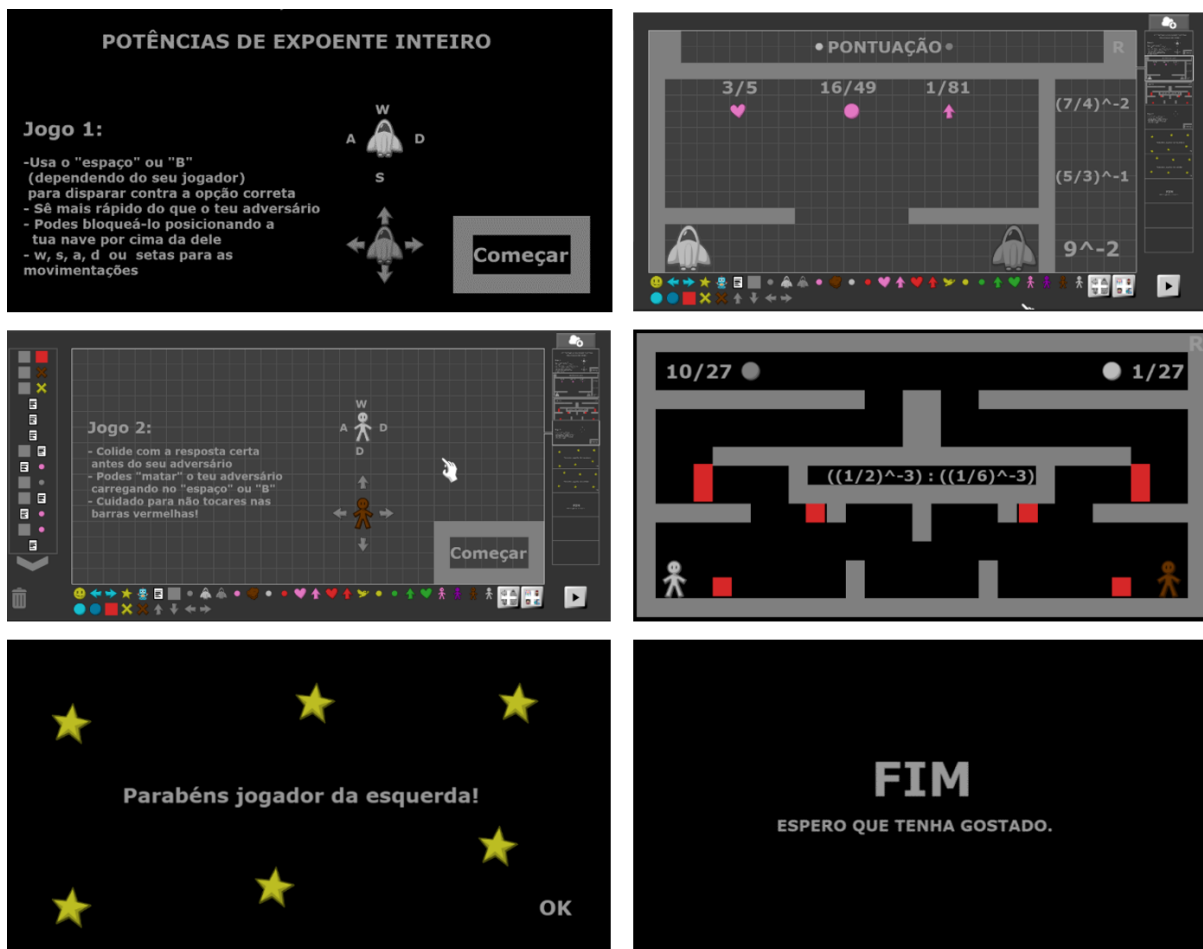 POTÊNCIAS DE EXPOENTE INTEIRO
Jogo 1:
-Usa o "espaço" ou "B"
(dependendo do seu jogador)
para disparar contra a opção correta
- Sê mais rápido do que o teu adversário
- Podes bloqueá-lo posicionando a
tua nave por cima da dele
- w, s, a, d ou setas para as
movimentações
W
A D
S
Começar
PONTUAÇÃO
R
3/5 16/49 1/81
(7/4)^-2
(5/3)^-1
9^-2
Jogo 2:
- Colide com a resposta certa
antes do seu adversário
- Podes "matar" o teu adversário
carregando no "espaço" ou "B"
- Cuidado para não tocares nas
barras vermelhas!
W
A D
D
Começar
R
10/27 1/27
((1/2)^-3) : ((1/6)^-3)
Parabéns jogador da esquerda!
OK
FIM
ESPERO QUE TENHA GOSTADO.